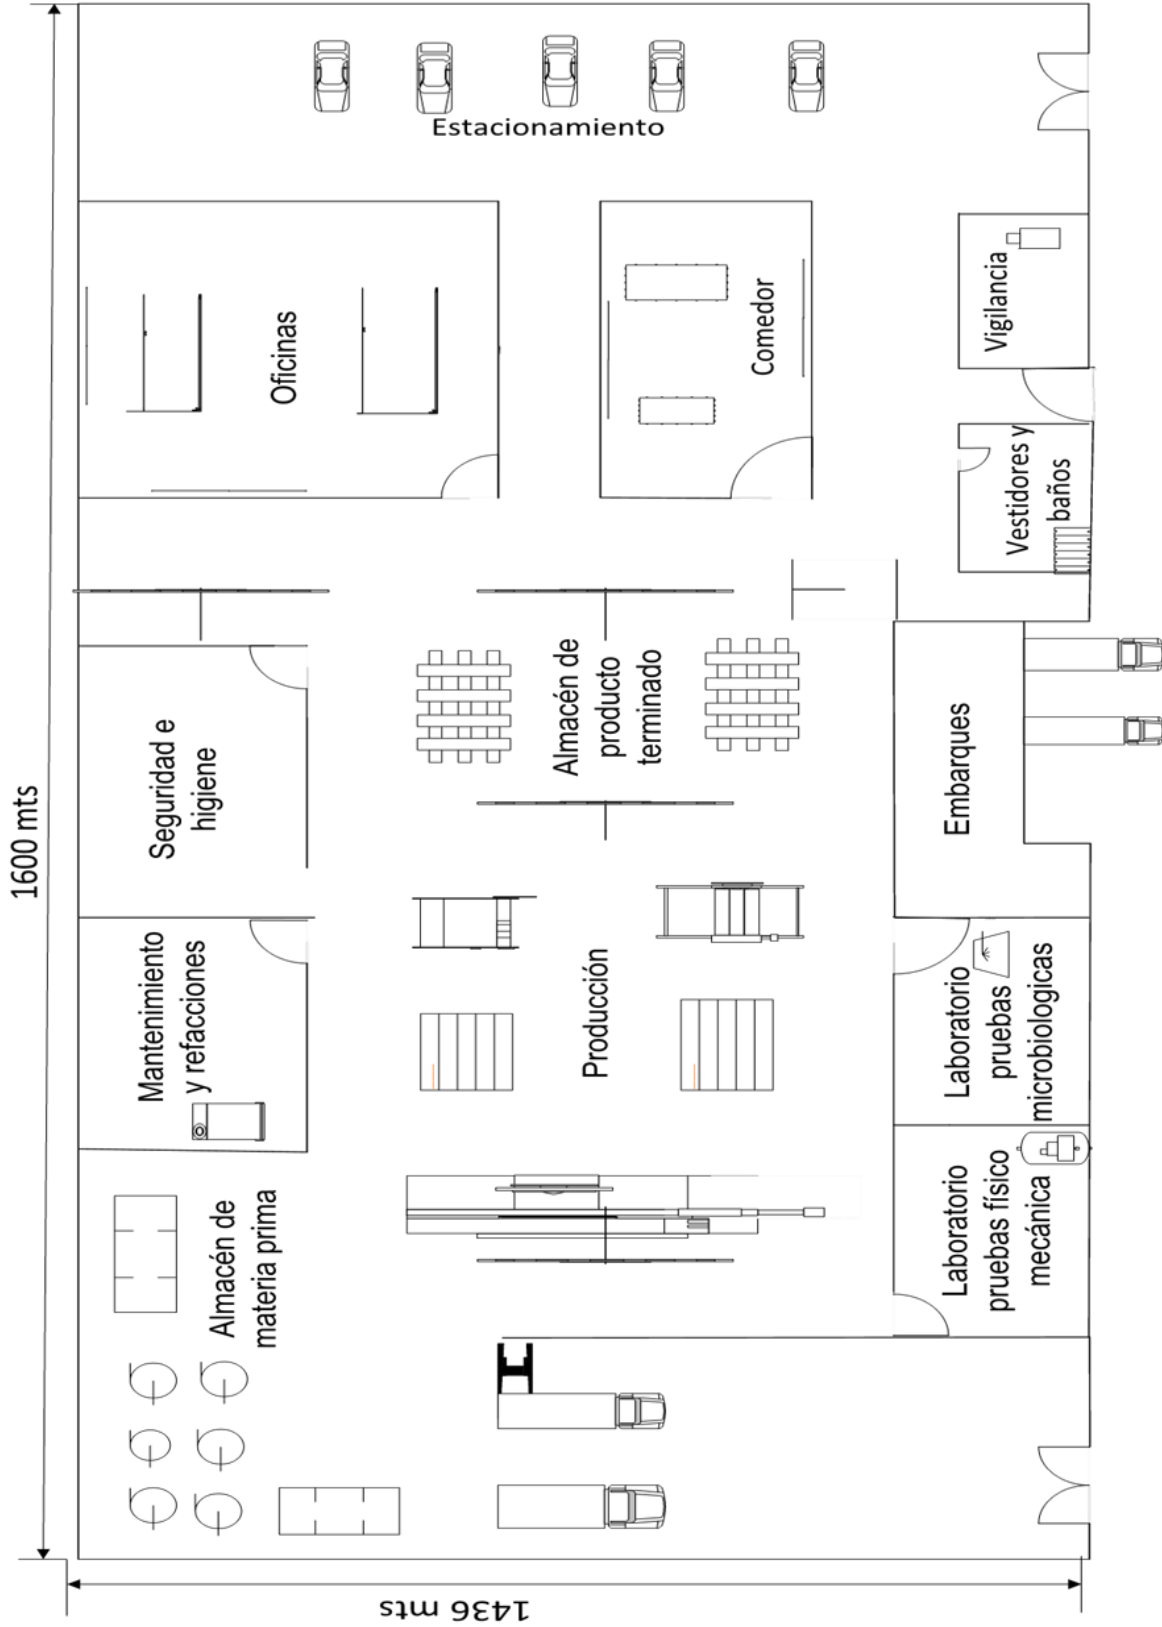 1600 mts
Estacionamiento
Oficinas
Comedor
Vigilancia
Vestidores y
baños
Seguridad e
higiene
Almacén de
producto
terminado
Embarques
Mantenimiento
y refacciones
Producción
Laboratorio
pruebas
microbiologicas
Almacén de
materia prima
Laboratorio
pruebas físico
mecánica
1436 mts